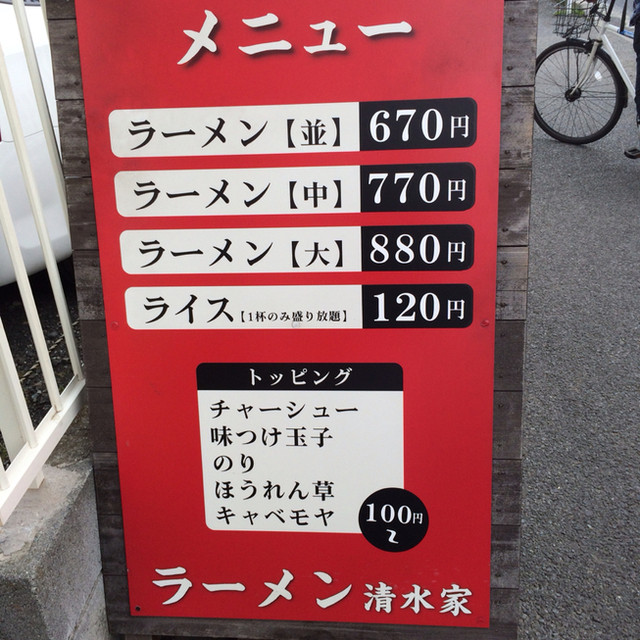 メニュー
ラーメン【並】 670円
ラーメン【中】 770円
ラーメン【大】 880円
ライス【1杯のみ盛り放題】 120円
トッピング
チャーシュー
味つけ玉子
のり
ほうれん草
キャベモヤ
100円
〜
ラーメン 清水家